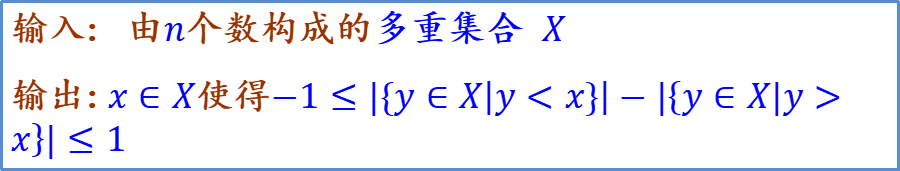 输入: 由n个数构成的多重集合 X
输出: x ∈ X使得−1 ≤ |{y ∈ X|y < x}| − |{y ∈ X|y >
x}| ≤ 1